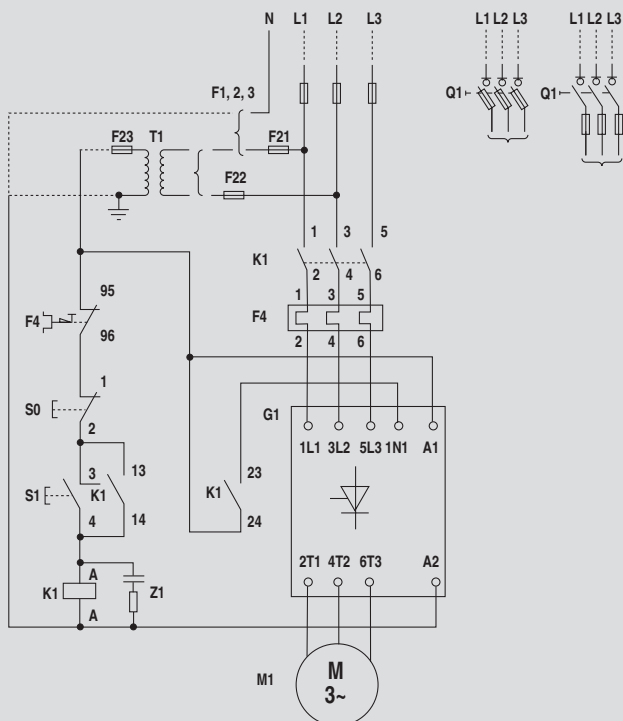 N L1 L2 L3
L1 L2 L3
L1 L2 L3
F1, 2, 3
Q1
Q1
F23 T1 F21
F22
1 3 5
K1
2 4 6
95
F4
96
1 3 5
F4
2 4 6
1
S0
2
G1
1L1 3L2 5L3 1N1 A1
3 13
S1 K1
4 14
23
K1
24
2T1 4T2 6T3 A2
A
K1 Z1
A
M1
M
3~